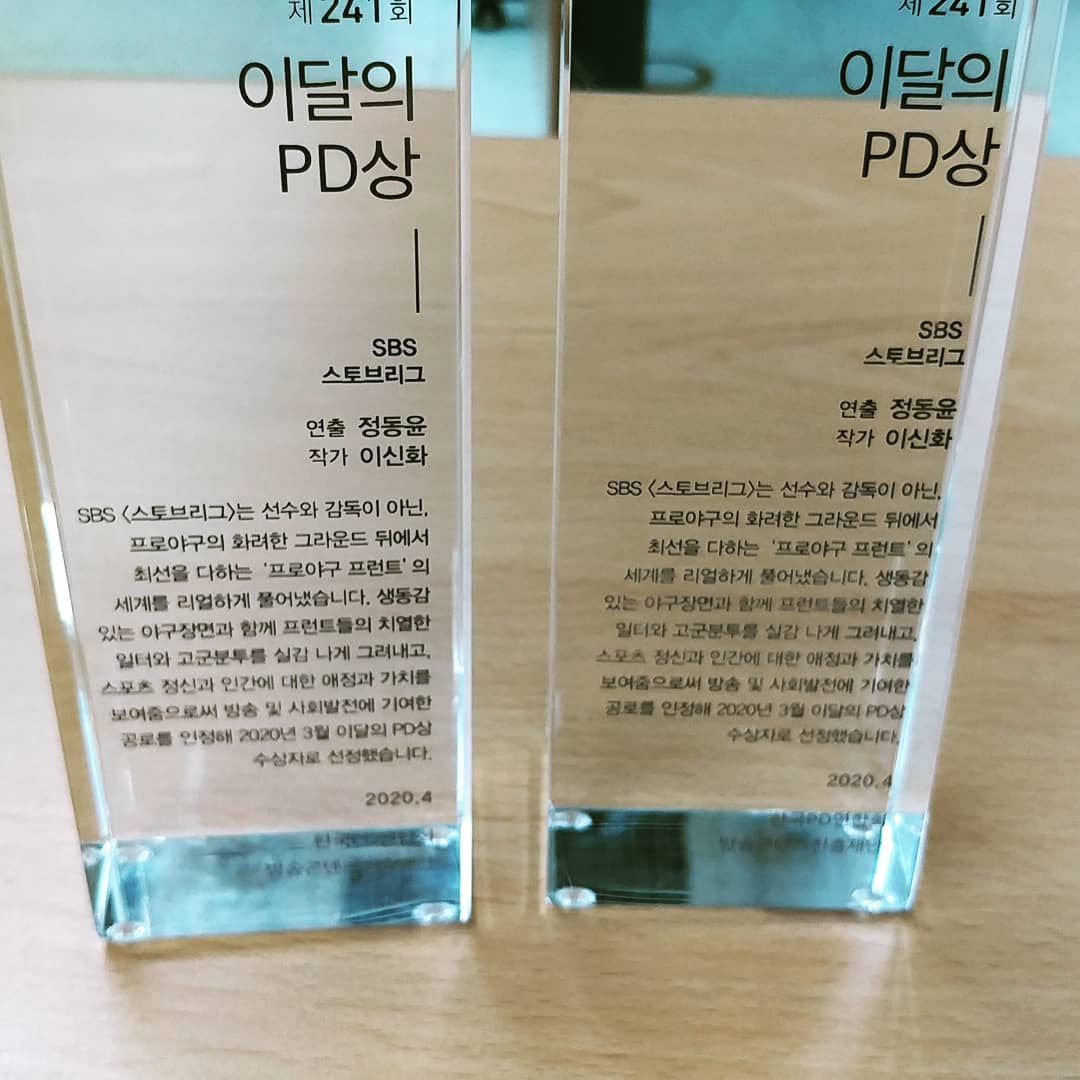 제241회
이달의
PD상
SBS
스토브리그
연출 정동윤
작가 이신화
SBS 〈스토브리그〉는 선수와 감독이 아닌,
프로야구의 화려한 그라운드 뒤에서
최선을 다하는 '프로야구 프런트'의
세계를 리얼하게 풀어냈습니다. 생동감
있는 야구장면과 함께 프런트들의 치열한
일터와 고군분투를 실감 나게 그려내고,
스포츠 정신과 인간에 대한 애정과 가치를
보여줌으로써 방송 및 사회발전에 기여한
공로를 인정해 2020년 3월 이달의 PD상
수상자로 선정했습니다.
2020.4
제241회
이달의
PD상
SBS
스토브리그
연출 정동윤
작가 이신화
SBS 〈스토브리그〉는 선수와 감독이 아닌,
프로야구의 화려한 그라운드 뒤에서
최선을 다하는 '프로야구 프런트'의
세계를 리얼하게 풀어냈습니다. 생동감
있는 야구장면과 함께 프런트들의 치열한
일터와 고군분투를 실감 나게 그려내고,
스포츠 정신과 인간에 대한 애정과 가치를
보여줌으로써 방송 및 사회발전에 기여한
공로를 인정해 2020년 3월 이달의 PD상
수상자로 선정했습니다.
2020.4
한국PD연합회